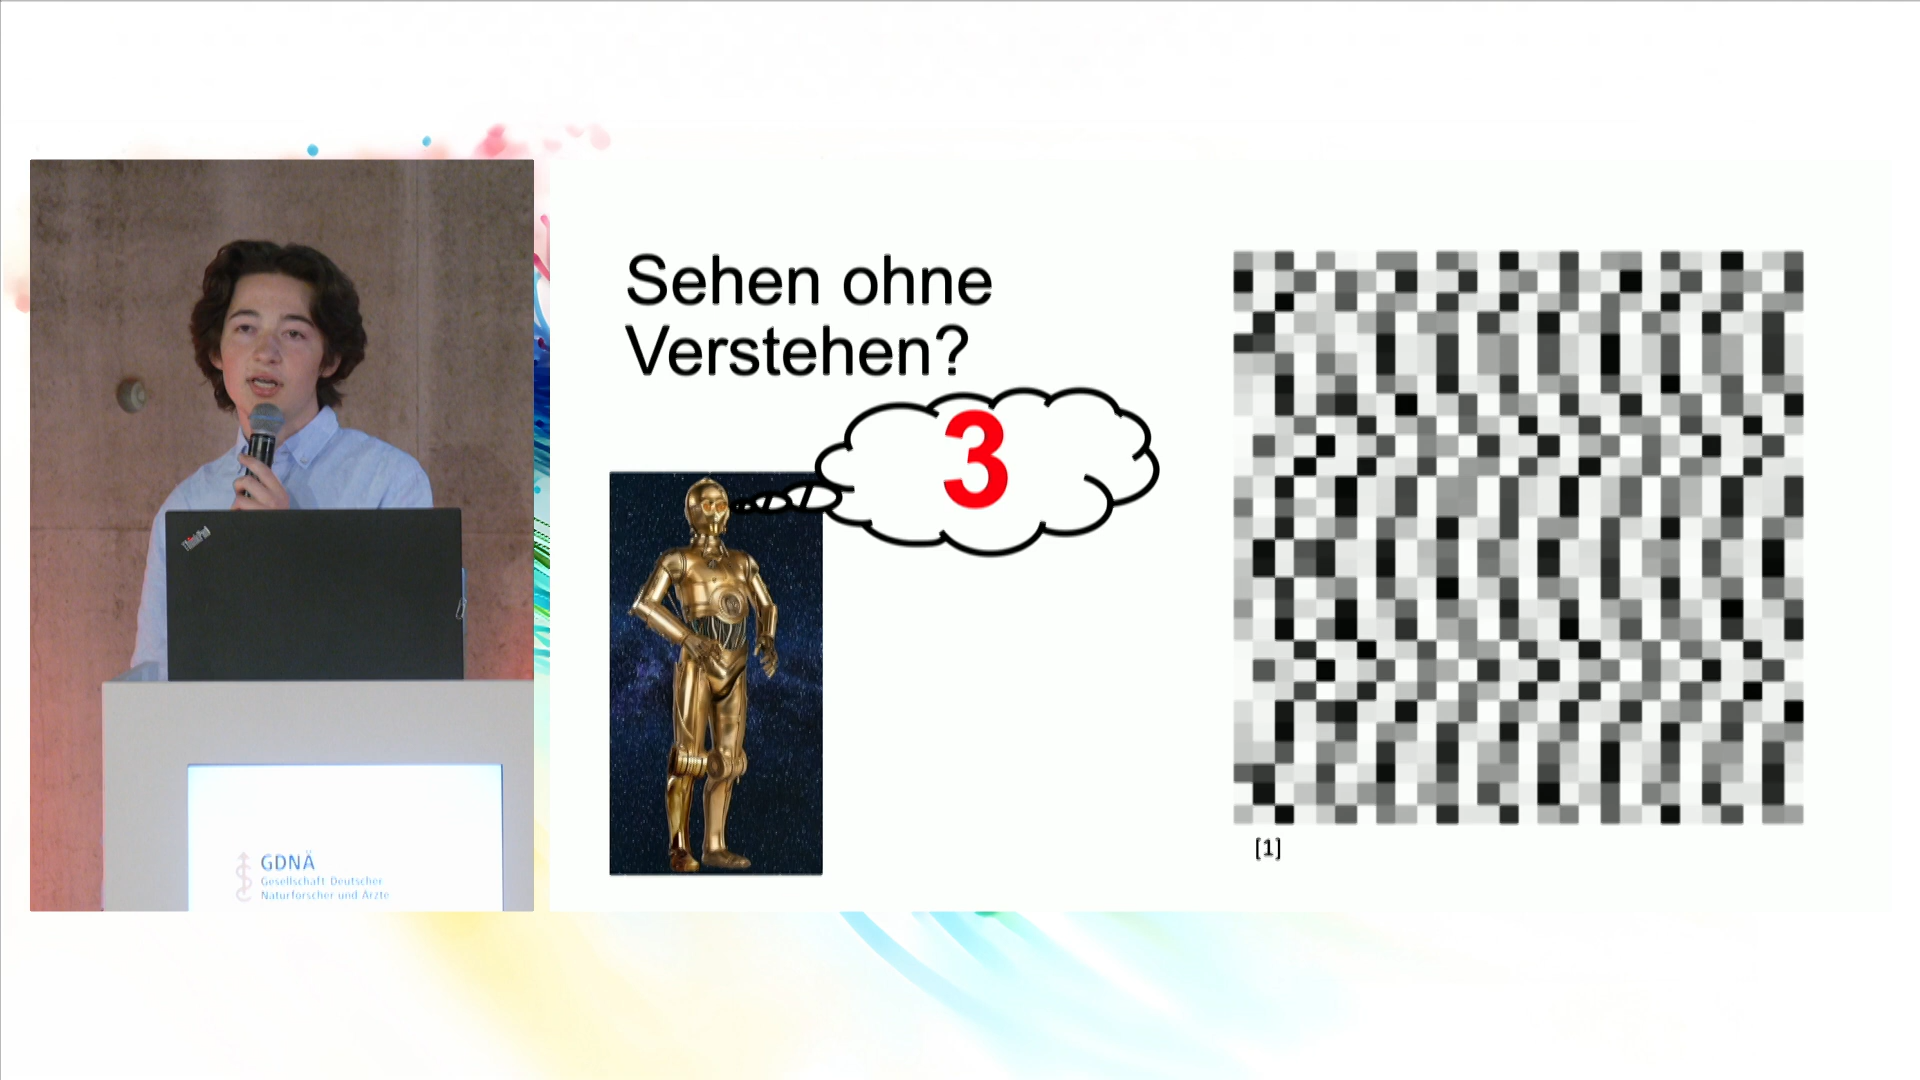 Sehen ohne
Verstehen?
3
[1]
ThinkPad
GDNÄ
Gesellschaft Deutscher
Naturforscher und Ärzte